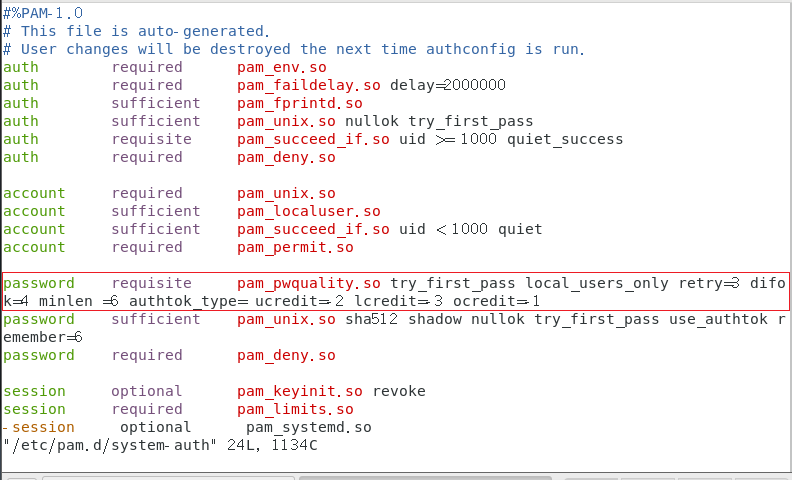 #%PAM-1.0
# This file is auto-generated.
# User changes will be destroyed the next time authconfig is run.
auth        required      pam_env.so
auth        required      pam_faildelay.so delay=2000000
auth        sufficient    pam_fprintd.so
auth        sufficient    pam_unix.so nullok try_first_pass
auth        requisite     pam_succeed_if.so uid >= 1000 quiet_success
auth        required      pam_deny.so
account     required      pam_unix.so
account     sufficient    pam_localuser.so
account     sufficient    pam_succeed_if.so uid < 1000 quiet
account     required      pam_permit.so
password    requisite     pam_pwquality.so try_first_pass local_users_only retry=3 difo
k=4 minlen =6 authtok_type= ucredit=-2 lcredit=-3 ocredit=-1
password    sufficient    pam_unix.so sha512 shadow nullok try_first_pass use_authtok r
emember=6
password    required      pam_deny.so
session     optional      pam_keyinit.so revoke
session     required      pam_limits.so
-session     optional      pam_systemd.so
"/etc/pam.d/system-auth" 24L, 1134C